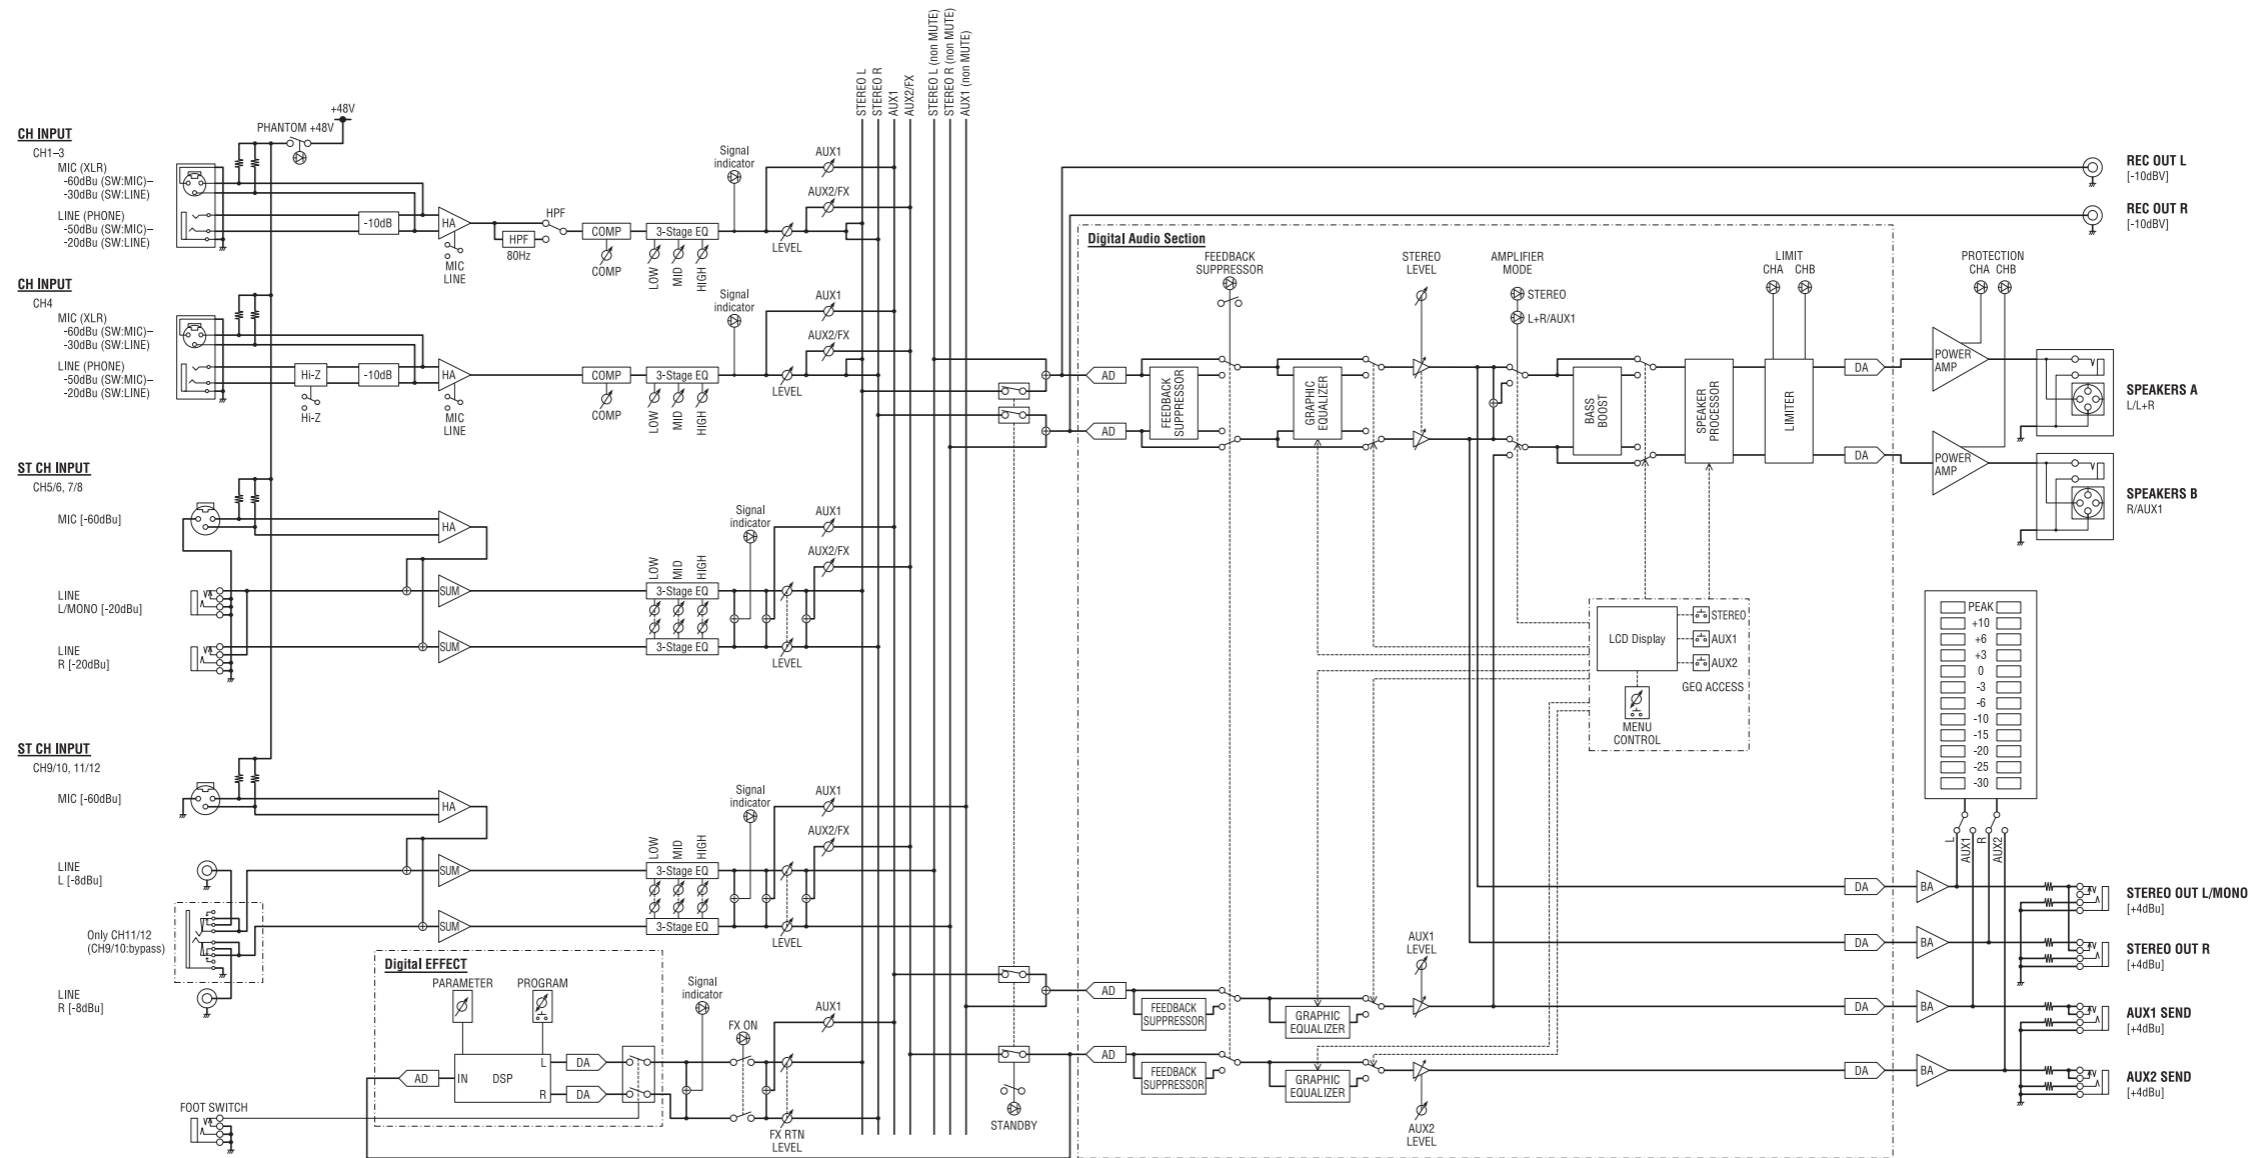 CH INPUT
CH1–3
MIC (XLR)
-60dBu (SW:MIC)–
-30dBu (SW:LINE)
LINE (PHONE)
-50dBu (SW:MIC)–
-20dBu (SW:LINE)
PHANTOM +48V
+48V
-10dB
HA
MIC
LINE
HPF
HPF
80Hz
COMP
COMP
3-Stage EQ
LOW
MID
HIGH
Signal
indicator
AUX1
AUX2/FX
LEVEL
CH INPUT
CH4
MIC (XLR)
-60dBu (SW:MIC)–
-30dBu (SW:LINE)
LINE (PHONE)
-50dBu (SW:MIC)–
-20dBu (SW:LINE)
Hi-Z
Hi-Z
-10dB
HA
MIC
LINE
COMP
COMP
3-Stage EQ
LOW
MID
HIGH
Signal
indicator
AUX1
AUX2/FX
LEVEL
ST CH INPUT
CH5/6, 7/8
MIC [-60dBu]
LINE
L/MONO [-20dBu]
LINE
R [-20dBu]
HA
SUM
SUM
LOW
MID
HIGH
3-Stage EQ
3-Stage EQ
Signal
indicator
AUX1
AUX2/FX
LEVEL
ST CH INPUT
CH9/10, 11/12
MIC [-60dBu]
LINE
L [-8dBu]
Only CH11/12
(CH9/10:bypass)
LINE
R [-8dBu]
HA
SUM
SUM
LOW
MID
HIGH
3-Stage EQ
3-Stage EQ
Signal
indicator
AUX1
AUX2/FX
LEVEL
Digital EFFECT
PARAMETER
PROGRAM
AD
IN
DSP
L
R
DA
DA
FOOT SWITCH
Signal
indicator
FX ON
AUX1
FX RTN
LEVEL
STEREO L
STEREO R
AUX1
AUX2/FX
STEREO L (non MUTE)
STEREO R (non MUTE)
AUX1 (non MUTE)
STANDBY
Digital Audio Section
FEEDBACK
SUPPRESSOR
STEREO
LEVEL
AMPLIFIER
MODE
STEREO
L+R/AUX1
LIMIT
CHA CHB
PROTECTION
CHA CHB
AD
AD
FEEDBACK
SUPPRESSOR
GRAPHIC
EQUALIZER
BASS
BOOST
SPEAKER
PROCESSOR
LIMITER
DA
DA
POWER
AMP
POWER
AMP
REC OUT L
[-10dBV]
REC OUT R
[-10dBV]
SPEAKERS A
L/L+R
SPEAKERS B
R/AUX1
LCD Display
STEREO
AUX1
AUX2
GEQ ACCESS
MENU
CONTROL
PEAK
+10
+6
+3
0
-3
-6
-10
-15
-20
-25
-30
L
AUX1
R
AUX2
DA
BA
STEREO OUT L/MONO
[+4dBu]
DA
BA
STEREO OUT R
[+4dBu]
AD
FEEDBACK
SUPPRESSOR
GRAPHIC
EQUALIZER
AUX1
LEVEL
DA
BA
AUX1 SEND
[+4dBu]
AD
FEEDBACK
SUPPRESSOR
GRAPHIC
EQUALIZER
AUX2
LEVEL
DA
BA
AUX2 SEND
[+4dBu]